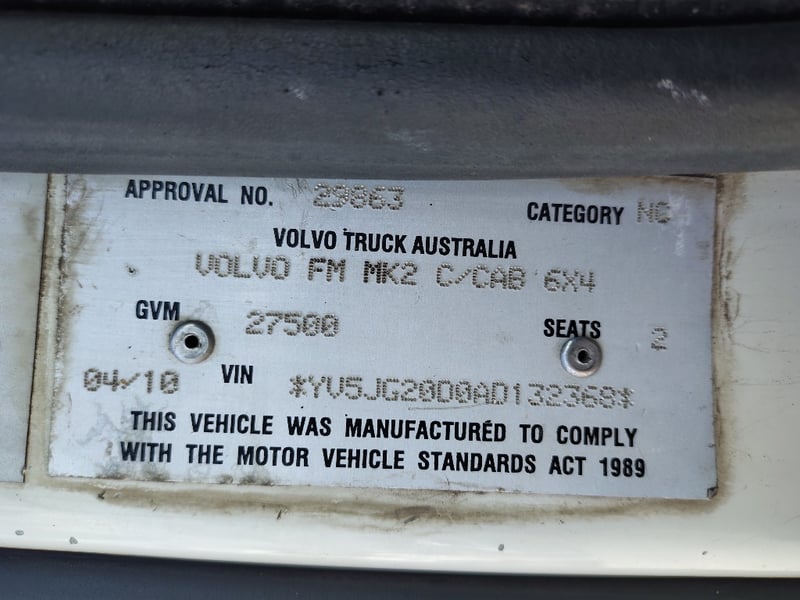 APPROVAL NO. 29863 CATEGORY NC
VOLVO TRUCK AUSTRALIA
VOLVO FM MK2 C/CAB 6X4
GVM 27500 SEATS 2
04/10 VIN *YV5JG20D0AD132368*
THIS VEHICLE WAS MANUFACTURED TO COMPLY
WITH THE MOTOR VEHICLE STANDARDS ACT 1989